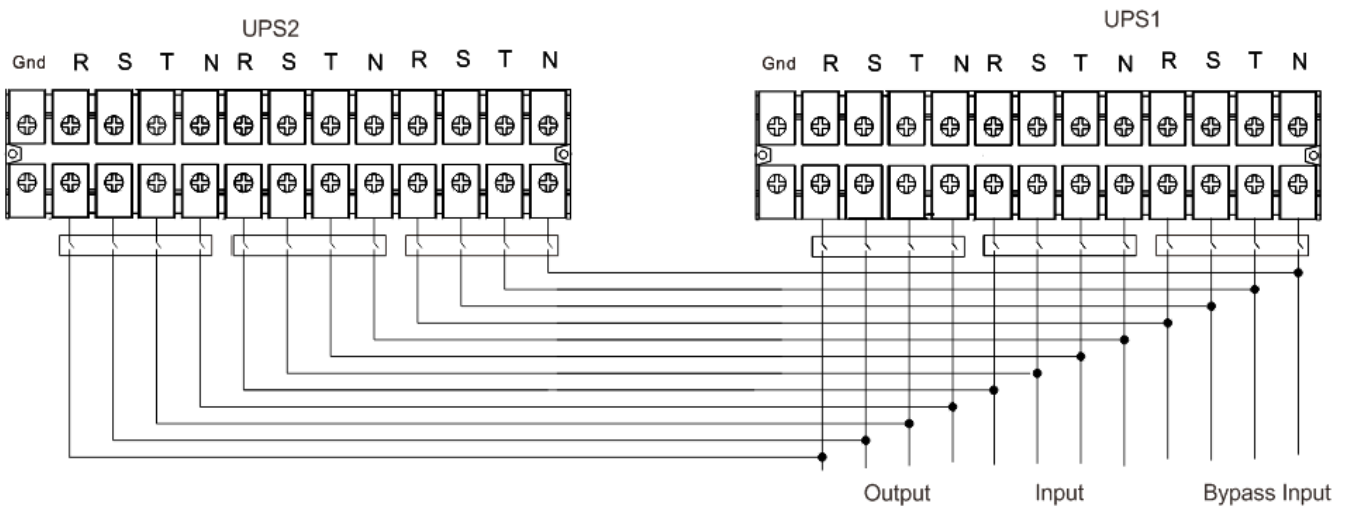 UPS2
UPS1
Gnd R S T N R S T N R S T N
Gnd R S T N R S T N R S T N
Output Input Bypass Input